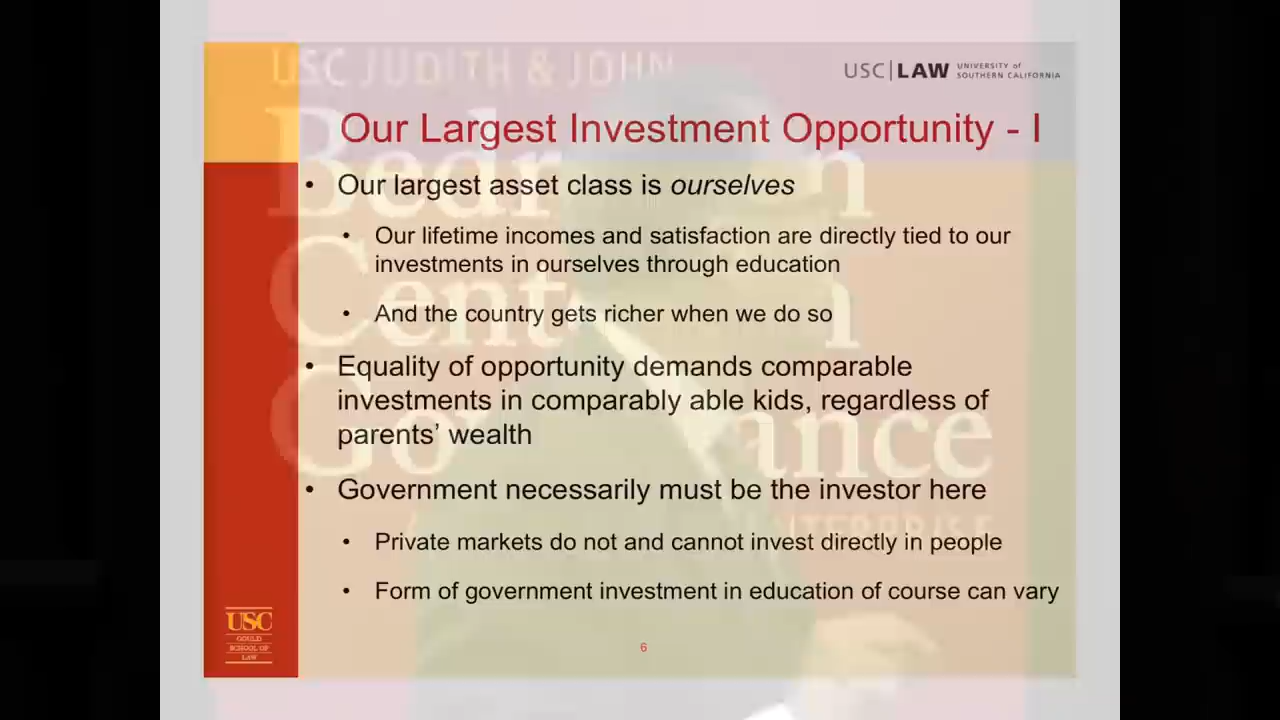 USC JUDITH & JOHN
USC LAW UNIVERSITY of
SOUTHERN CALIFORNIA
Our Largest Investment Opportunity - I
• Our largest asset class is ourselves
• Our lifetime incomes and satisfaction are directly tied to our
investments in ourselves through education
• And the country gets richer when we do so
• Equality of opportunity demands comparable
investments in comparably able kids, regardless of
parents’ wealth
• Government necessarily must be the investor here
• Private markets do not and cannot invest directly in people
• Form of government investment in education of course can vary
USC
GOULD
SCHOOL OF
LAW
6